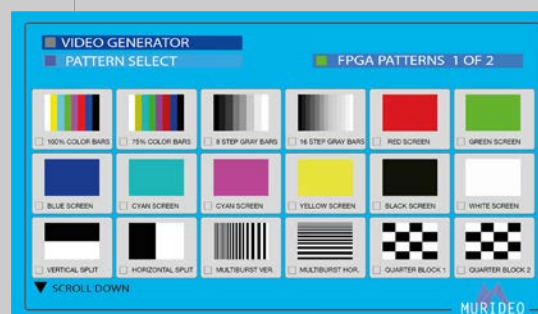 VIDEO GENERATOR
PATTERN SELECT
FPGA PATTERNS 1 OF 2
100% COLOR BARS
75% COLOR BARS
8 STEP GRAY BARS
16 STEP GRAY BARS
RED SCREEN
GREEN SCREEN
BLUE SCREEN
CYAN SCREEN
CYAN SCREEN
YELLOW SCREEN
BLACK SCREEN
WHITE SCREEN
VERTICAL SPLIT
HORIZONTAL SPLIT
MULTIBURST VER.
MULTIBURST HOR.
QUARTER BLOCK 1
QUARTER BLOCK 2
SCROLL DOWN
MURIDEO